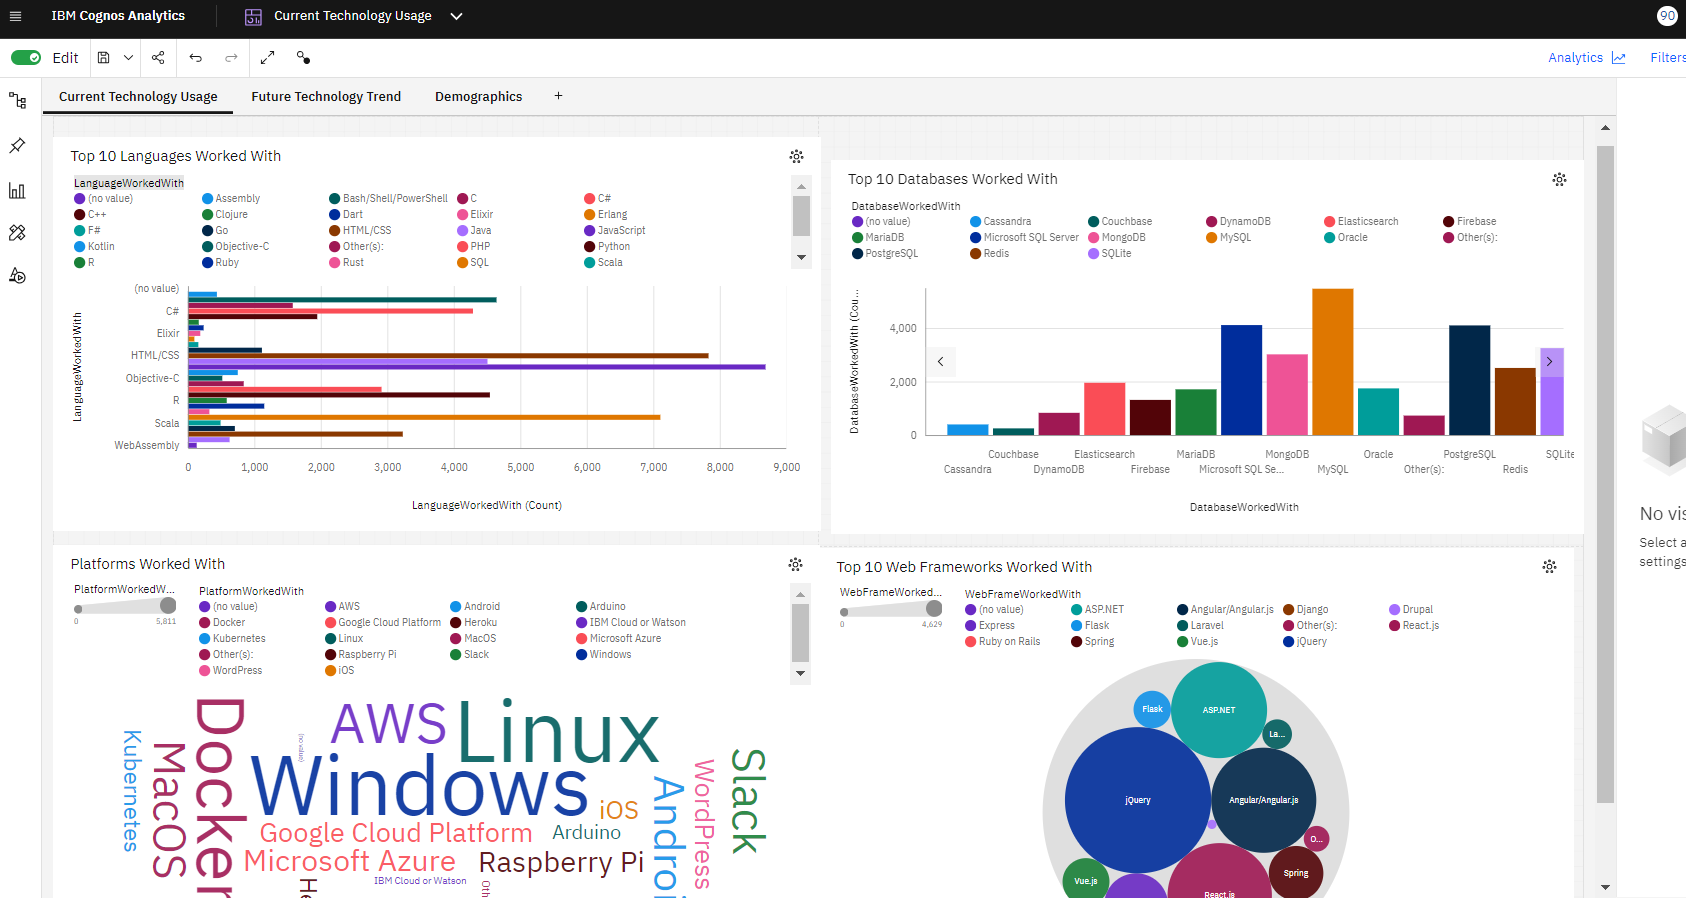 IBM Cognos Analytics
Current Technology Usage
90
Edit
Analytics
Filters
Current Technology Usage
Future Technology Trend
Demographics
+
Top 10 Languages Worked With
LanguageWorkedWith
(no value)
Assembly
Bash/Shell/PowerShell
C
C#
C++
Clojure
Dart
Elixir
Erlang
F#
Go
HTML/CSS
Java
JavaScript
Kotlin
Objective-C
Other(s):
PHP
Python
R
Ruby
Rust
SQL
Scala
LanguageWorkedWith
(no value)
C#
Elixir
HTML/CSS
Objective-C
R
Scala
WebAssembly
0
1,000
2,000
3,000
4,000
5,000
6,000
7,000
8,000
9,000
LanguageWorkedWith (Count)
Top 10 Databases Worked With
DatabaseWorkedWith
(no value)
Cassandra
Couchbase
DynamoDB
Elasticsearch
Firebase
MariaDB
Microsoft SQL Server
MongoDB
MySQL
Oracle
Other(s):
PostgreSQL
Redis
SQLite
DatabaseWorkedWith (Cou...
4,000
2,000
0
Couchbase
Elasticsearch
MariaDB
MongoDB
Oracle
PostgreSQL
SQLite
Cassandra
DynamoDB
Firebase
Microsoft SQL Se...
MySQL
Other(s):
Redis
DatabaseWorkedWith
No vis
Select a
settings
Platforms Worked With
PlatformWorkedW...
0
5,811
PlatformWorkedWith
(no value)
AWS
Android
Arduino
Docker
Google Cloud Platform
Heroku
IBM Cloud or Watson
Kubernetes
Linux
MacOS
Microsoft Azure
Other(s):
Raspberry Pi
Slack
Windows
WordPress
iOS
Kubernetes
MacOS
Docker
(no value)
AWS
Linux
Windows
iOS
Google Cloud Platform
Arduino
Microsoft Azure
Raspberry Pi
IBM Cloud or Watson
He
Oth
Androi
WordPress
Slack
Top 10 Web Frameworks Worked With
WebFrameWorked...
0
4,629
WebFrameWorkedWith
(no value)
ASP.NET
Angular/Angular.js
Django
Drupal
Express
Flask
Laravel
Other(s):
React.js
Ruby on Rails
Spring
Vue.js
jQuery
Flask
ASP.NET
La...
jQuery
Angular/Angular.js
O...
Spring
Vue.js
React.js